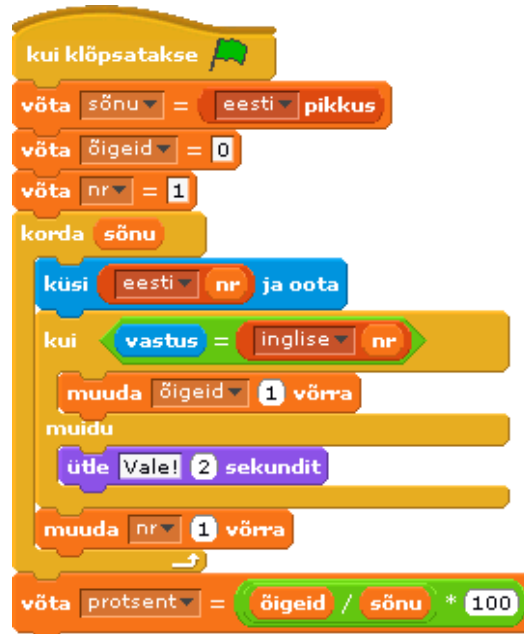 kui klõpsatakse
võta sõnu = eesti pikkus
võta õigeid = 0
võta nr = 1
korda sõnu
küsi eesti nr ja oota
kui vastus = inglise nr
muuda õigeid 1 võrra
muidu
ütle Vale! 2 sekundit
muuda nr 1 võrra
võta protsent = õigeid / sõnu * 100